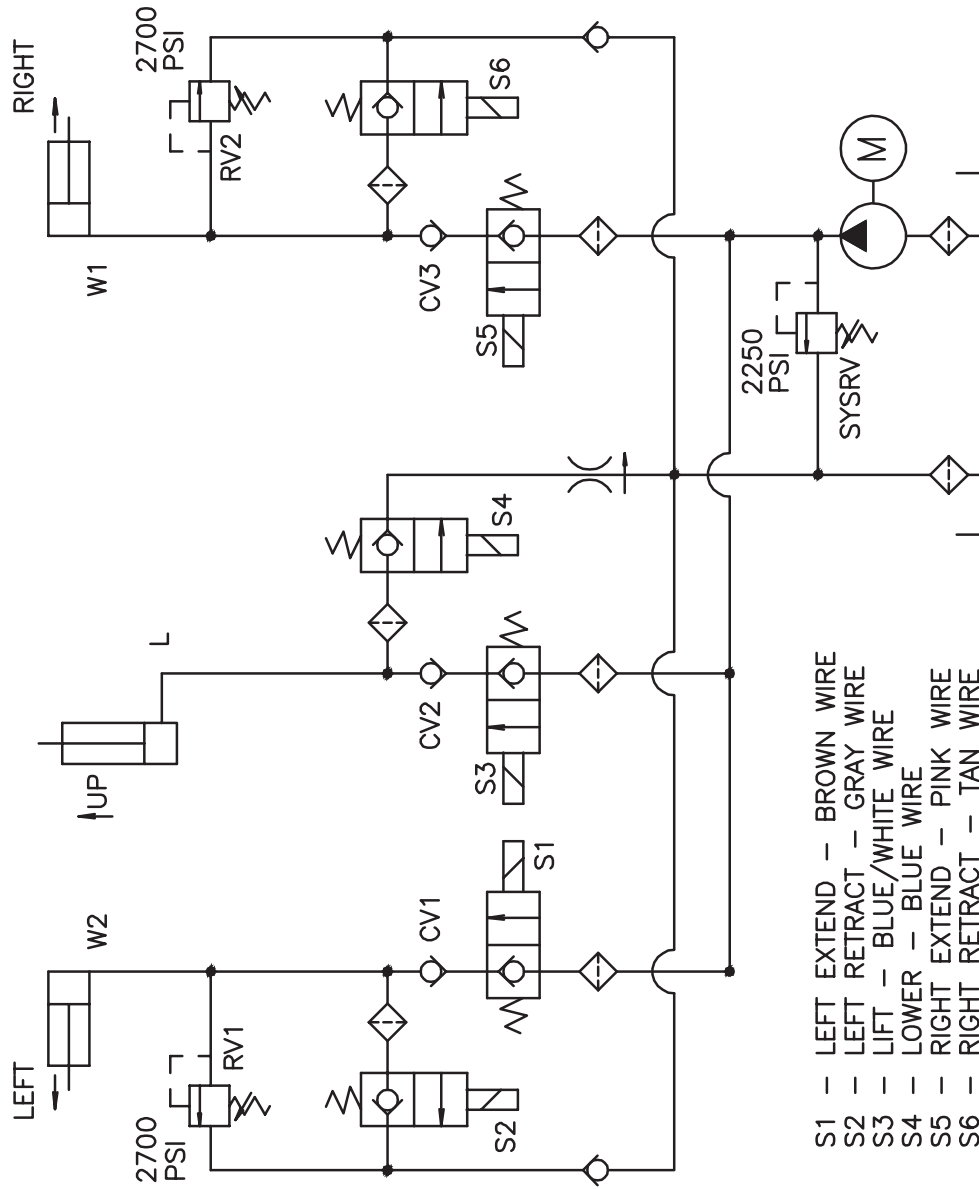 LEFT
RIGHT
2700
PSI
RV1
W2
UP
L
W1
RV2
2700
PSI
S2
CV1
S1
CV2
S3
S4
CV3
S5
S6
2250
PSI
SYSRV
M
S1 – LEFT EXTEND – BROWN WIRE
S2 – LEFT RETRACT – GRAY WIRE
S3 – LIFT – BLUE/WHITE WIRE
S4 – LOWER – BLUE WIRE
S5 – RIGHT EXTEND – PINK WIRE
S6 – RIGHT RETRACT – TAN WIRE